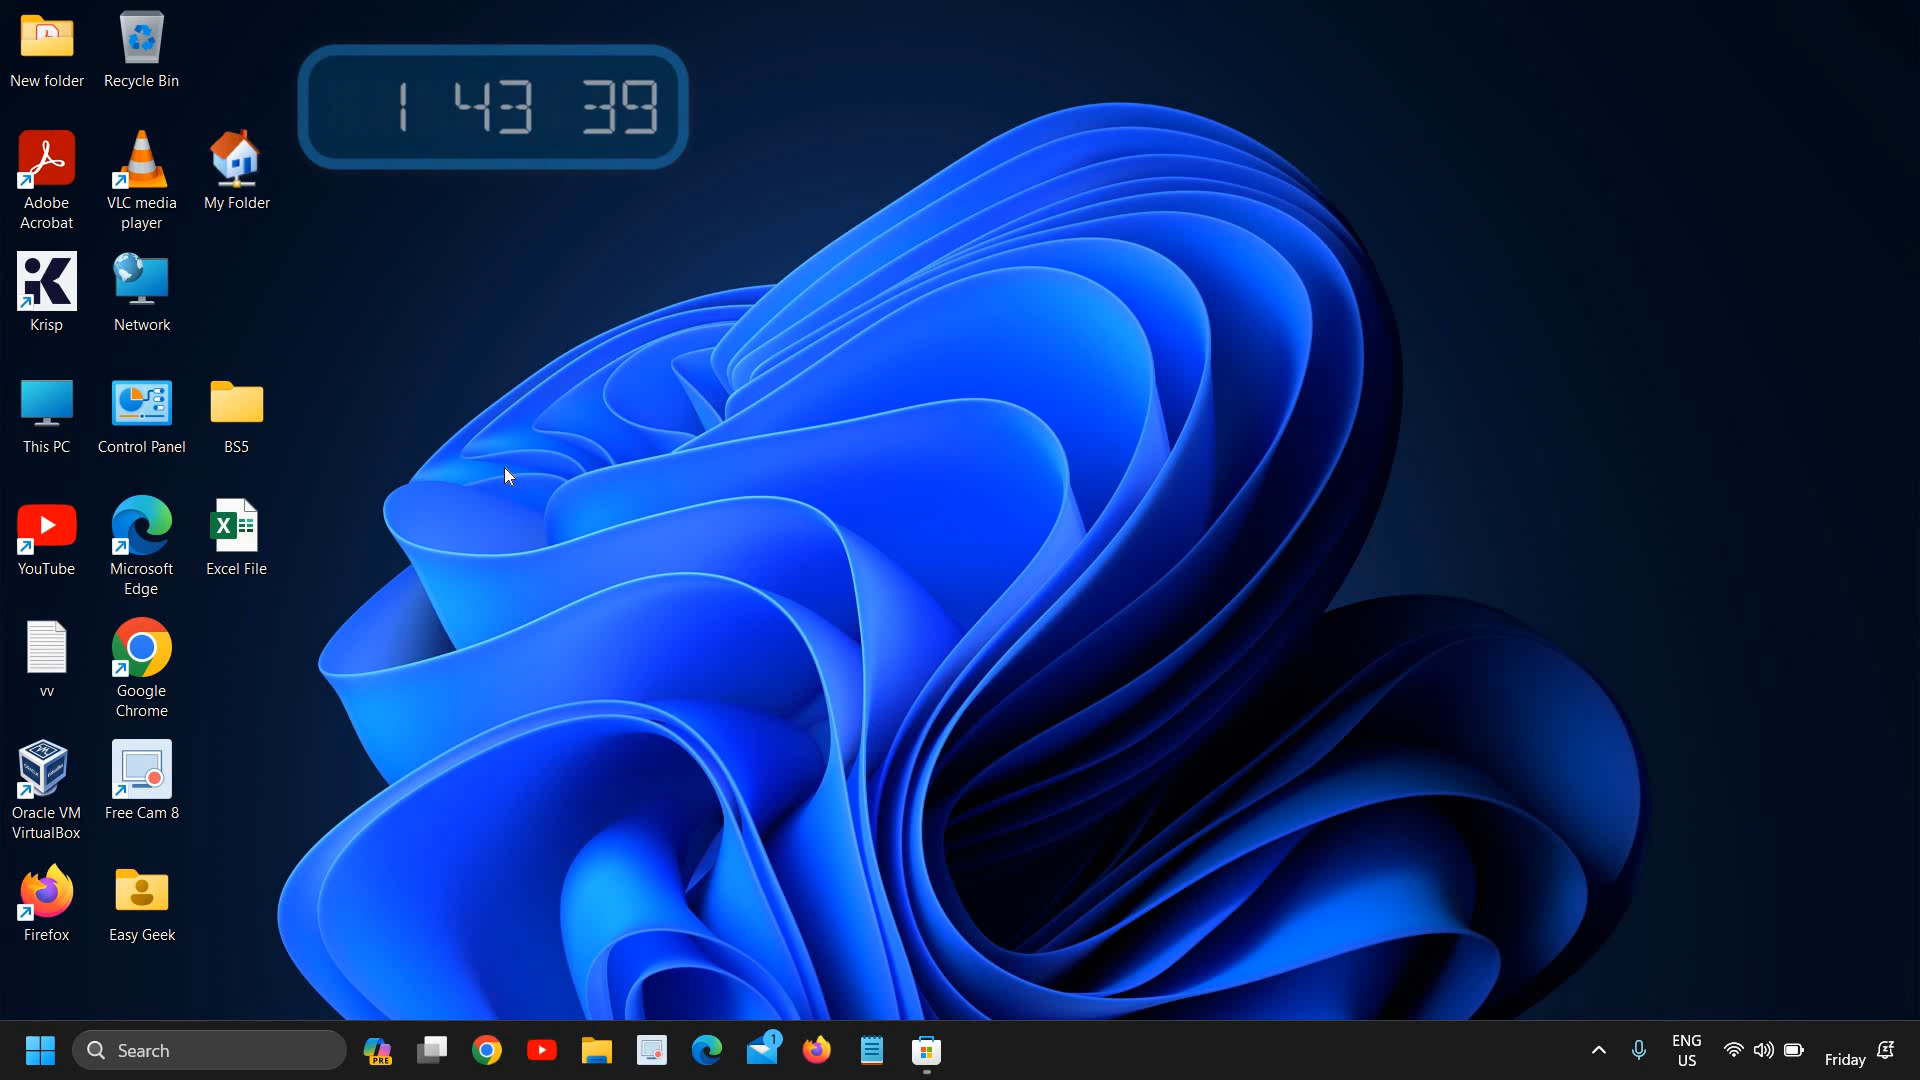 1 43 39
New folder
Recycle Bin
Adobe
Acrobat
VLC media
player
My Folder
Krisp
Network
This PC
Control Panel
BS5
YouTube
Microsoft
Edge
Excel File
vv
Google
Chrome
Oracle VM
VirtualBox
Free Cam 8
Firefox
Easy Geek
Search
PRE
1
ENG
US
Friday